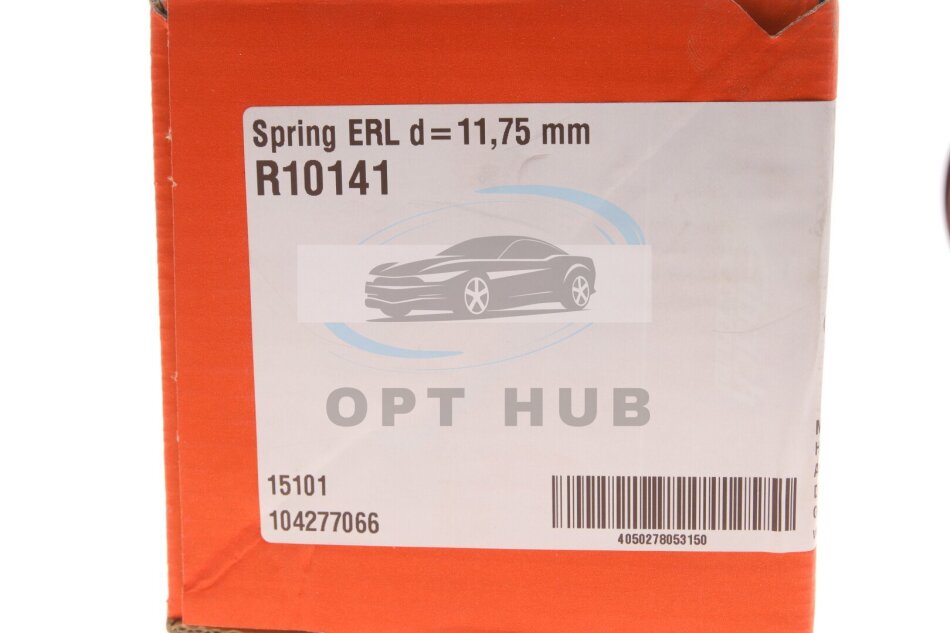 Spring ERL d=11,75 mm
R10141
OPT HUB
15101
104277066
4050278053150